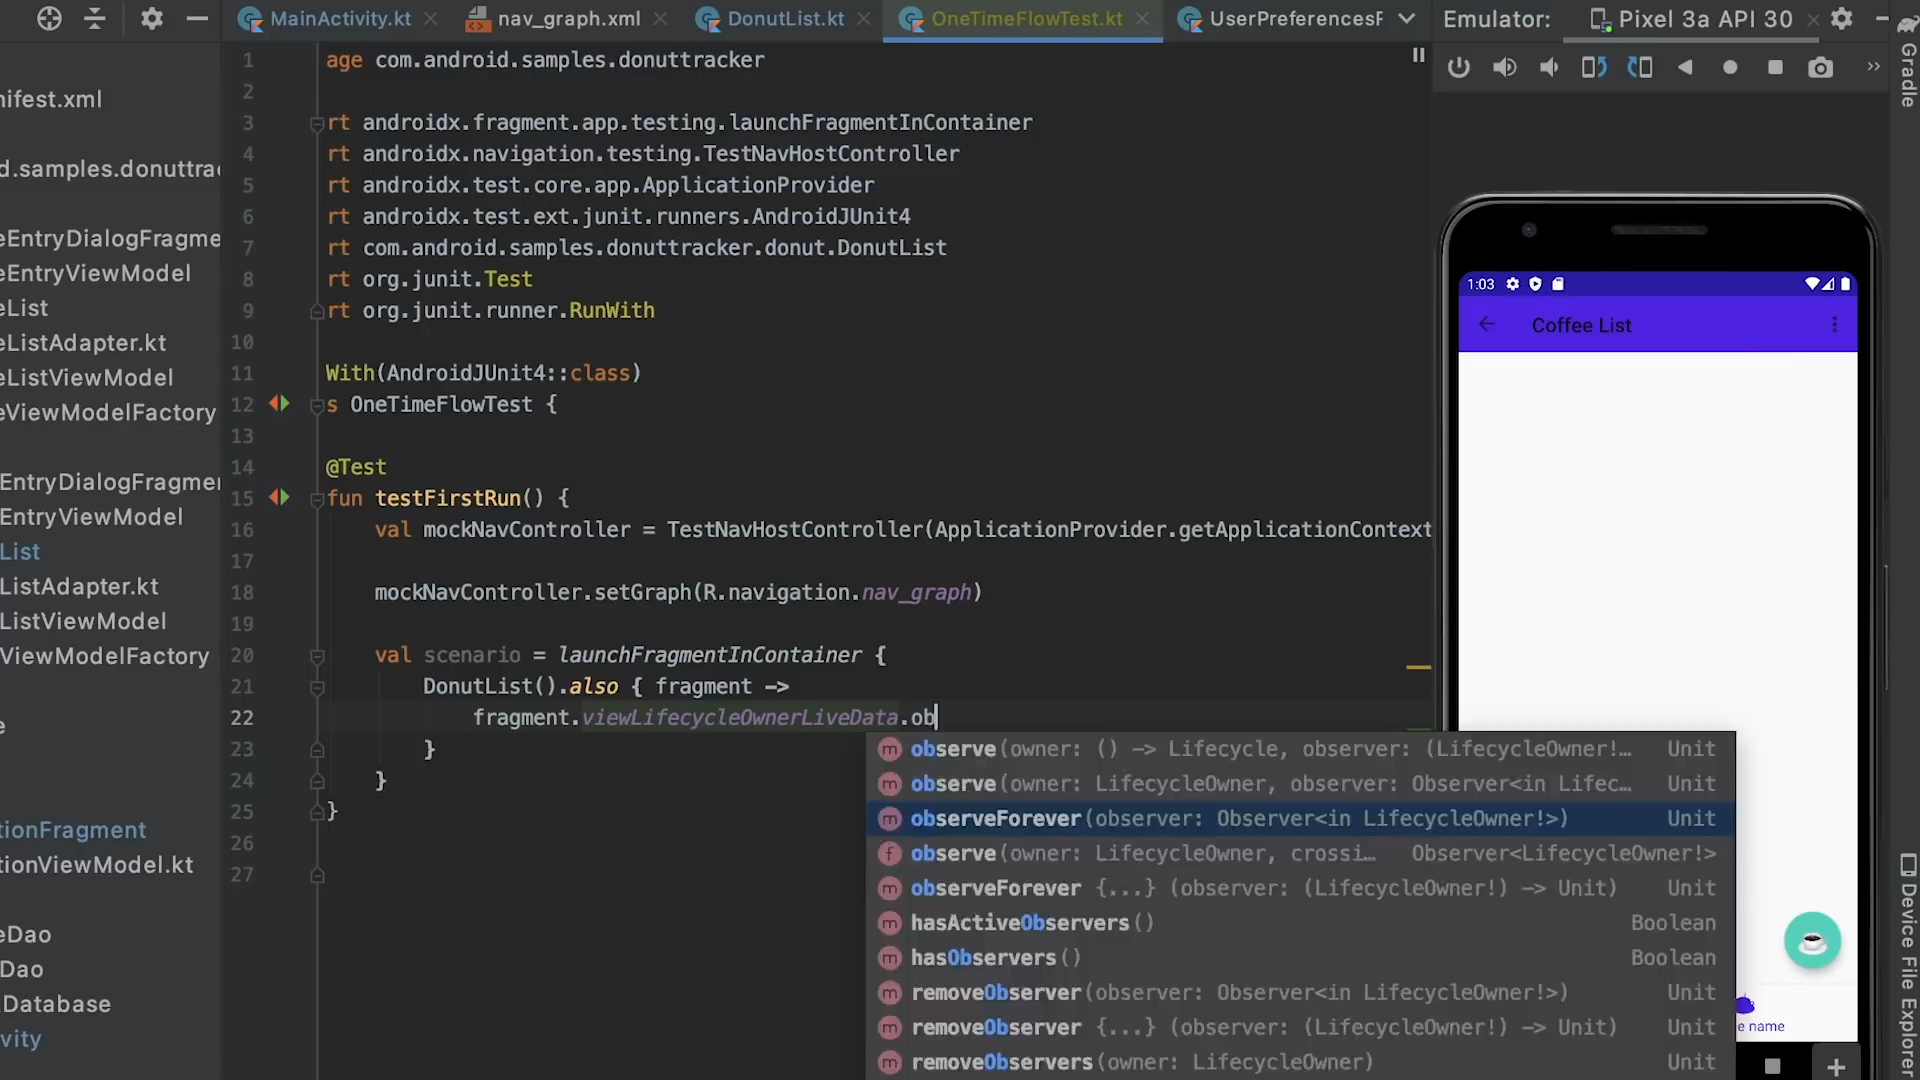 MainActivity.kt
nav_graph.xml
DonutList.kt
OneTimeFlowTest.kt
UserPreferencesF
Emulator:
Pixel 3a API 30
Gradle
nifest.xml
d.samples.donuttrac
eEntryDialogFragme
eEntryViewModel
eList
eListAdapter.kt
eListViewModel
eViewModelFactory
EntryDialogFragmer
EntryViewModel
List
ListAdapter.kt
ListViewModel
ViewModelFactory
e
tionFragment
tionViewModel.kt
eDao
Dao
Database
vity
1 age com.android.samples.donuttracker
2
3 rt androidx.fragment.app.testing.launchFragmentInContainer
4 rt androidx.navigation.testing.TestNavHostController
5 rt androidx.test.core.app.ApplicationProvider
6 rt androidx.test.ext.junit.runners.AndroidJUnit4
7 rt com.android.samples.donuttracker.donut.DonutList
8 rt org.junit.Test
9 rt org.junit.runner.RunWith
10
11 With(AndroidJUnit4::class)
12 s OneTimeFlowTest {
13
14 @Test
15 fun testFirstRun() {
16 val mockNavController = TestNavHostController(ApplicationProvider.getApplicationContext
17
18 mockNavController.setGraph(R.navigation.nav_graph)
19
20 val scenario = launchFragmentInContainer {
21 DonutList().also { fragment ->
22 fragment.viewLifecycleOwnerLiveData.ob
23 }
24 }
25 }
26
27
observe(owner: () -> Lifecycle, observer: (LifecycleOwner!… Unit
observe(owner: LifecycleOwner, observer: Observer<in Lifec… Unit
observeForever(observer: Observer<in LifecycleOwner!>) Unit
observe(owner: LifecycleOwner, crossi… Observer<LifecycleOwner!>
observeForever {...} (observer: (LifecycleOwner!) -> Unit) Unit
hasActiveObservers() Boolean
hasObservers() Boolean
removeObserver(observer: Observer<in LifecycleOwner!>) Unit
removeObserver {...} (observer: (LifecycleOwner!) -> Unit) Unit
removeObservers(owner: LifecycleOwner) Unit
1:03
Coffee List
e name
Device File Explorer